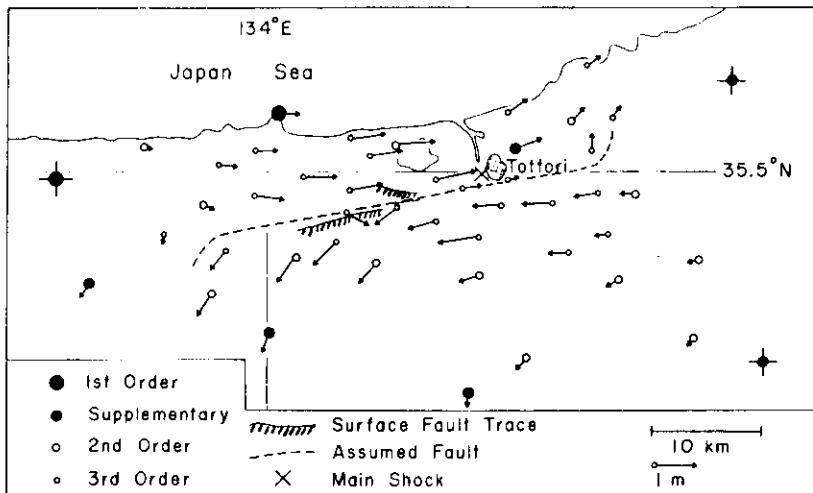 134°E
Japan Sea
Tottori
35.5°N
1st Order
Supplementary
2nd Order
3rd Order
Surface Fault Trace
Assumed Fault
Main Shock
10 km
1 m